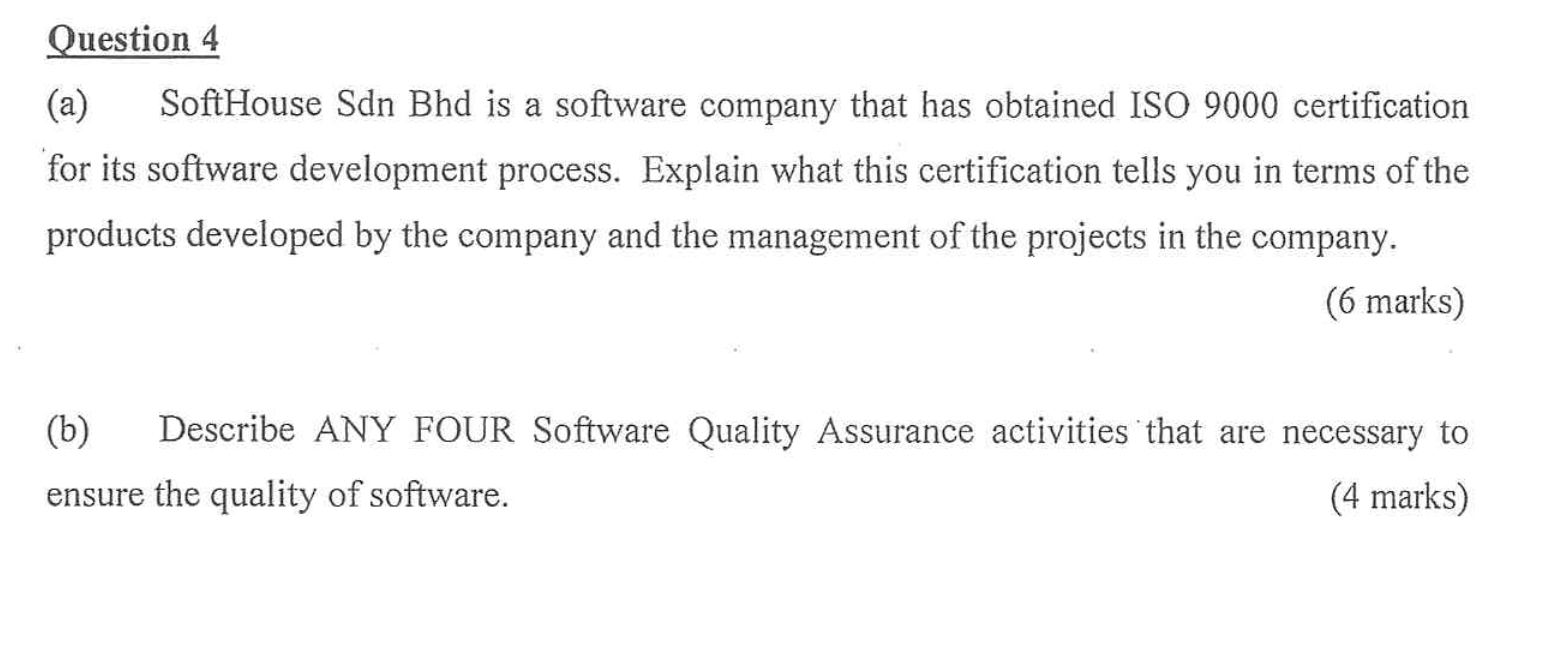 Question 4
(a) SoftHouse Sdn Bhd is a software company that has obtained ISO 9000 certification
for its software development process. Explain what this certification tells you in terms of the
products developed by the company and the management of the projects in the company.
(6 marks)
(b) Describe ANY FOUR Software Quality Assurance activities that are necessary to
ensure the quality of software. (4 marks)